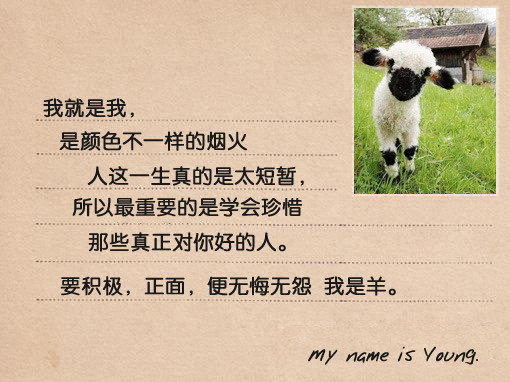 我就是我，
是颜色不一样的烟火
人这一生真的是太短暂，
所以最重要的是学会珍惜
那些真正对你好的人。
要积极，正面，便无悔无怨 我是羊。
my name is Young.